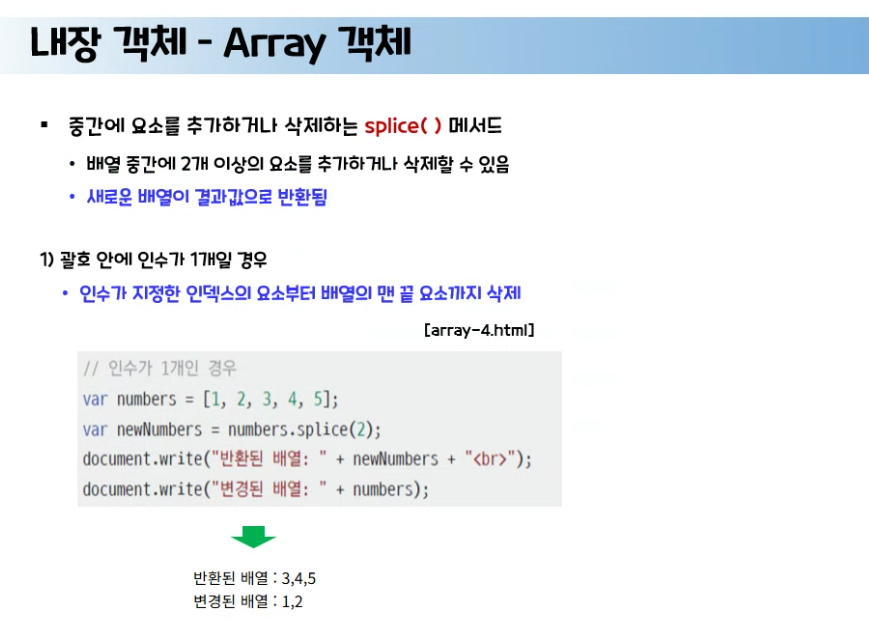 내장 객체 - Array 객체
▪ 중간에 요소를 추가하거나 삭제하는 splice( ) 메서드
• 배열 중간에 2개 이상의 요소를 추가하거나 삭제할 수 있음
• 새로운 배열이 결과값으로 반환됨
1) 괄호 안에 인수가 1개일 경우
• 인수가 지정한 인덱스의 요소부터 배열의 맨 끝 요소까지 삭제
[array-4.html]
// 인수가 1개인 경우
var numbers = [1, 2, 3, 4, 5];
var newNumbers = numbers.splice(2);
document.write("반환된 배열: " + newNumbers + "<br>");
document.write("변경된 배열: " + numbers);
반환된 배열 : 3,4,5
변경된 배열 : 1,2